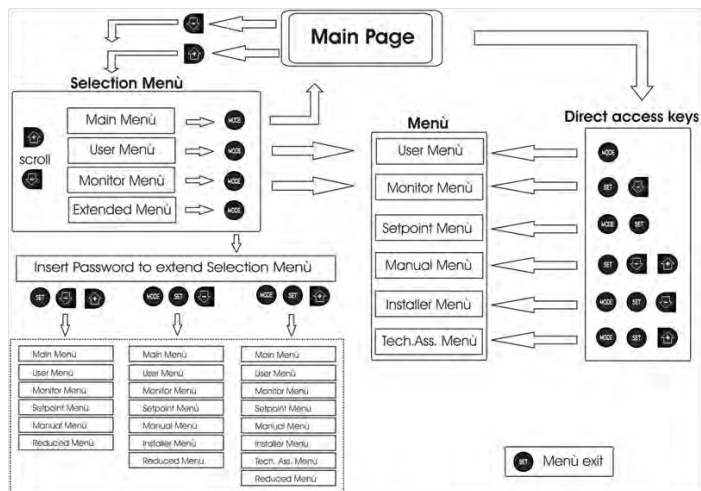 Main Page
Selection Menù
Main Menù MODE
User Menù MODE
Monitor Menù MODE
Extended Menù MODE
scroll
Menù
User Menù
Monitor Menù
Setpoint Menù
Manual Menù
Installer Menù
Tech.Ass. Menù
Direct access keys
MODE
SET
MODE SET
SET
MODE SET
MODE SET
Insert Password to extend Selection Menù
SET
MODE SET
MODE SET
Main Menù
User Menù
Monitor Menù
Setpoint Menù
Manual Menù
Reduced Menù
Main Menù
User Menù
Monitor Menù
Setpoint Menù
Manual Menù
Installer Menù
Reduced Menù
Main Menù
User Menù
Monitor Menù
Setpoint Menù
Manual Menù
Installer Menù
Tech. Ass. Menù
Reduced Menù
SET Menù exit